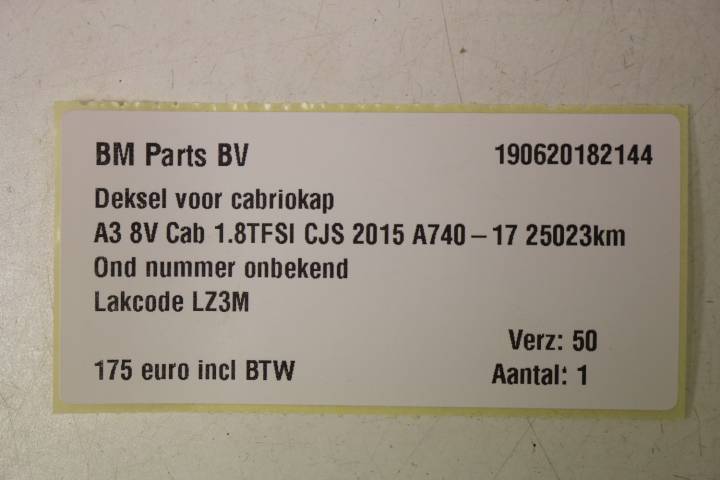 BM Parts BV 190620182144
Deksel voor cabriokap
A3 8V Cab 1.8TFSI CJS 2015 A740 – 17 25023km
Ond nummer onbekend
Lakcode LZ3M
Verz: 50
175 euro incl BTW Aantal: 1